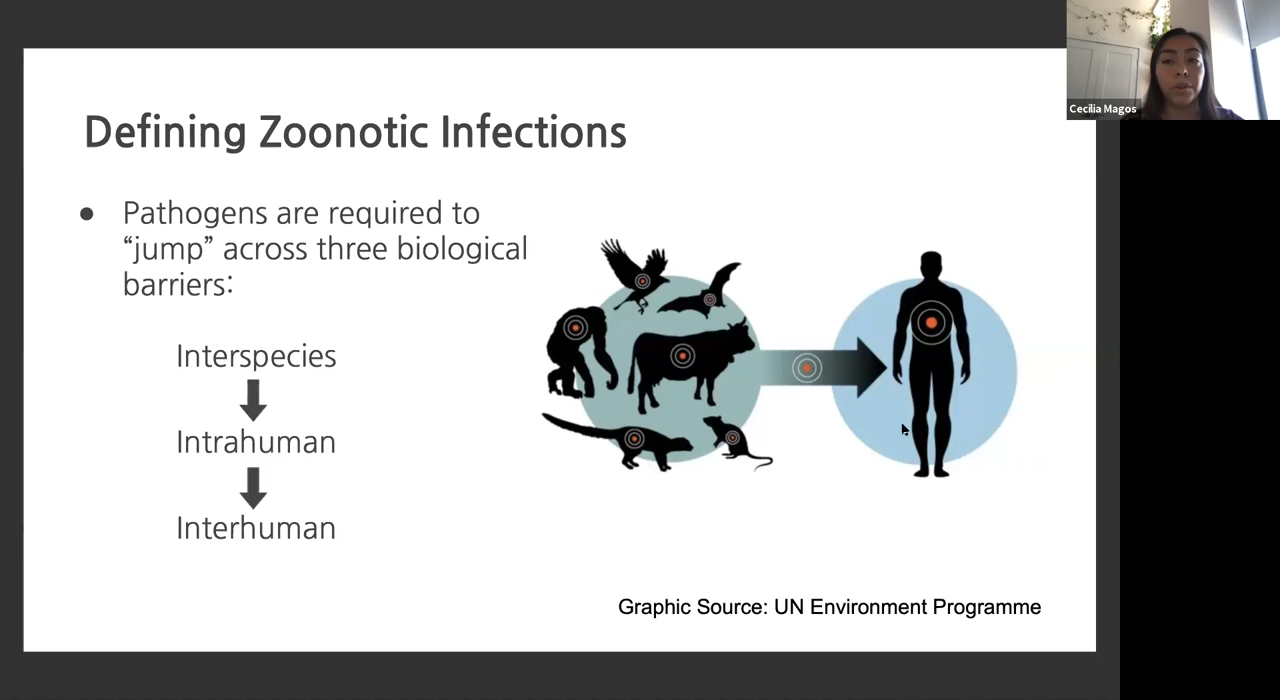 Defining Zoonotic Infections
● Pathogens are required to
“jump” across three biological
barriers:
Interspecies
Intrahuman
Interhuman
Graphic Source: UN Environment Programme
Cecilia Magos